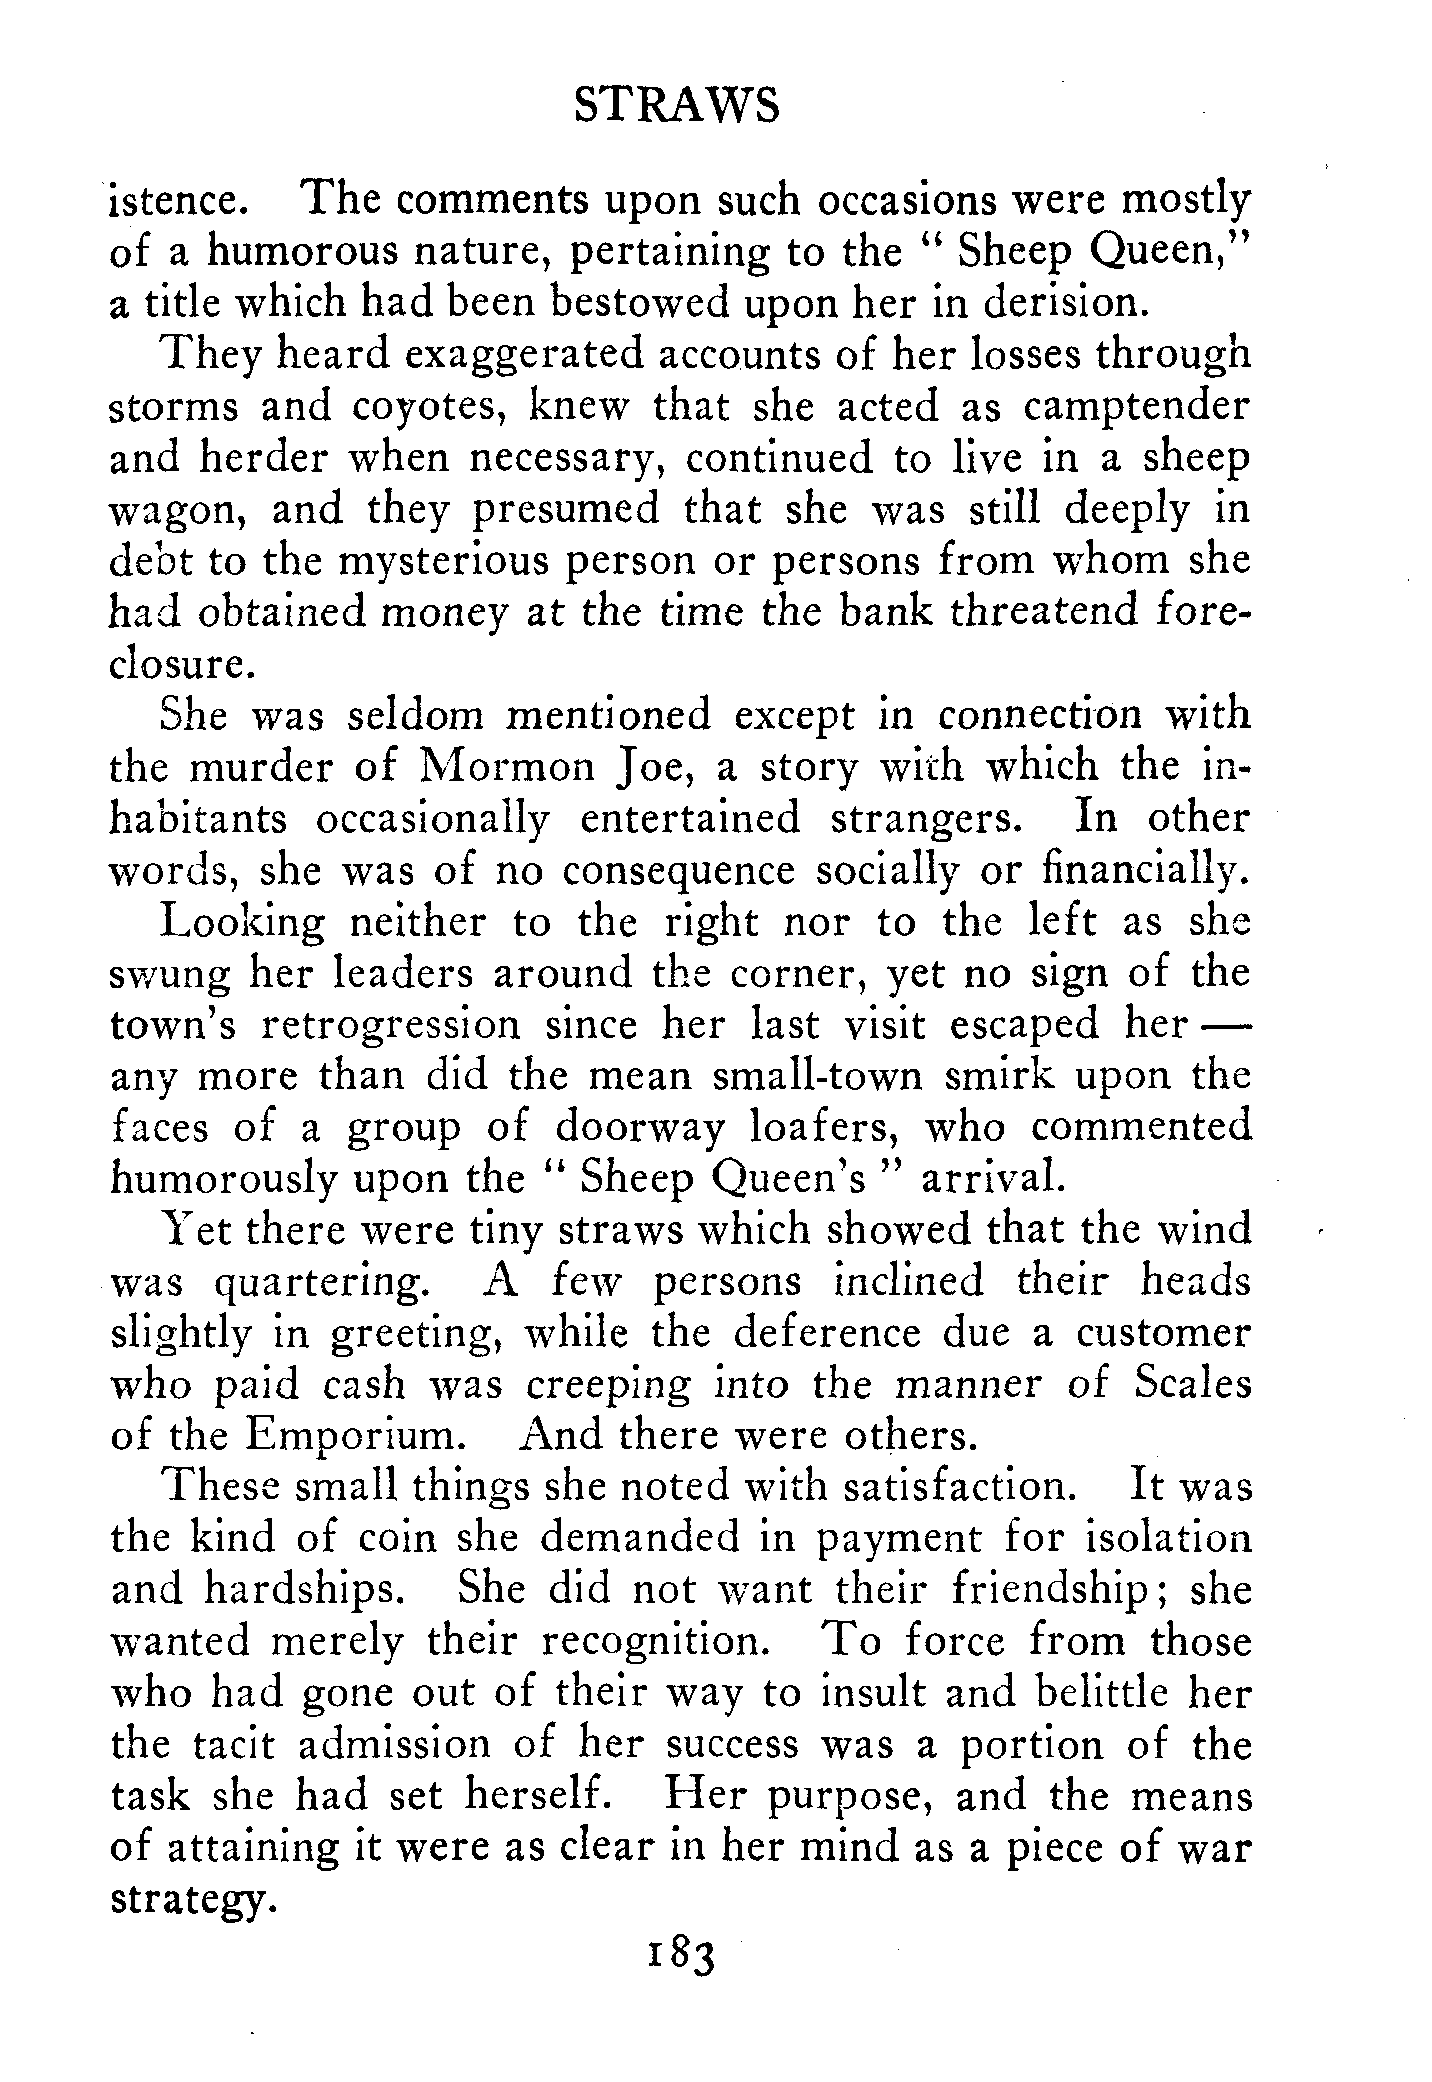 STRAWS
istence. The comments upon such occasions were mostly
of a humorous nature, pertaining to the “ Sheep Queen,”
a title which had been bestowed upon her in derision.
They heard exaggerated accounts of her losses through
storms and coyotes, knew that she acted as camptender
and herder when necessary, continued to live in a sheep
wagon, and they presumed that she was still deeply in
debt to the mysterious person or persons from whom she
had obtained money at the time the bank threatend fore-
closure.
She was seldom mentioned except in connection with
the murder of Mormon Joe, a story with which the in-
habitants occasionally entertained strangers. In other
words, she was of no consequence socially or financially.
Looking neither to the right nor to the left as she
swung her leaders around the corner, yet no sign of the
town’s retrogression since her last visit escaped her —
any more than did the mean small-town smirk upon the
faces of a group of doorway loafers, who commented
humorously upon the “ Sheep Queen’s ” arrival.
Yet there were tiny straws which showed that the wind
was quartering. A few persons inclined their heads
slightly in greeting, while the deference due a customer
who paid cash was creeping into the manner of Scales
of the Emporium. And there were others.
These small things she noted with satisfaction. It was
the kind of coin she demanded in payment for isolation
and hardships. She did not want their friendship; she
wanted merely their recognition. To force from those
who had gone out of their way to insult and belittle her
the tacit admission of her success was a portion of the
task she had set herself. Her purpose, and the means
of attaining it were as clear in her mind as a piece of war
strategy.
183